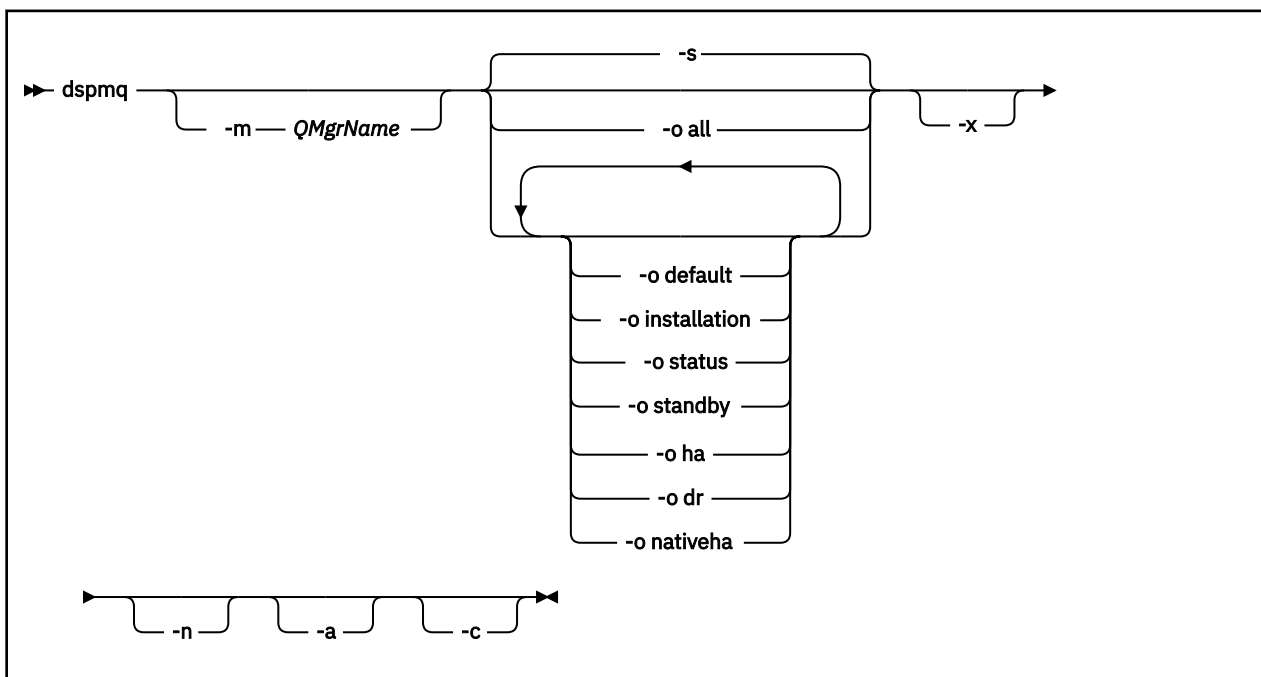 -s
dspmq
-m QMgrName
-o all
-x
-o default
-o installation
-o status
-o standby
-o ha
-o dr
-o nativeha
-n
-a
-c